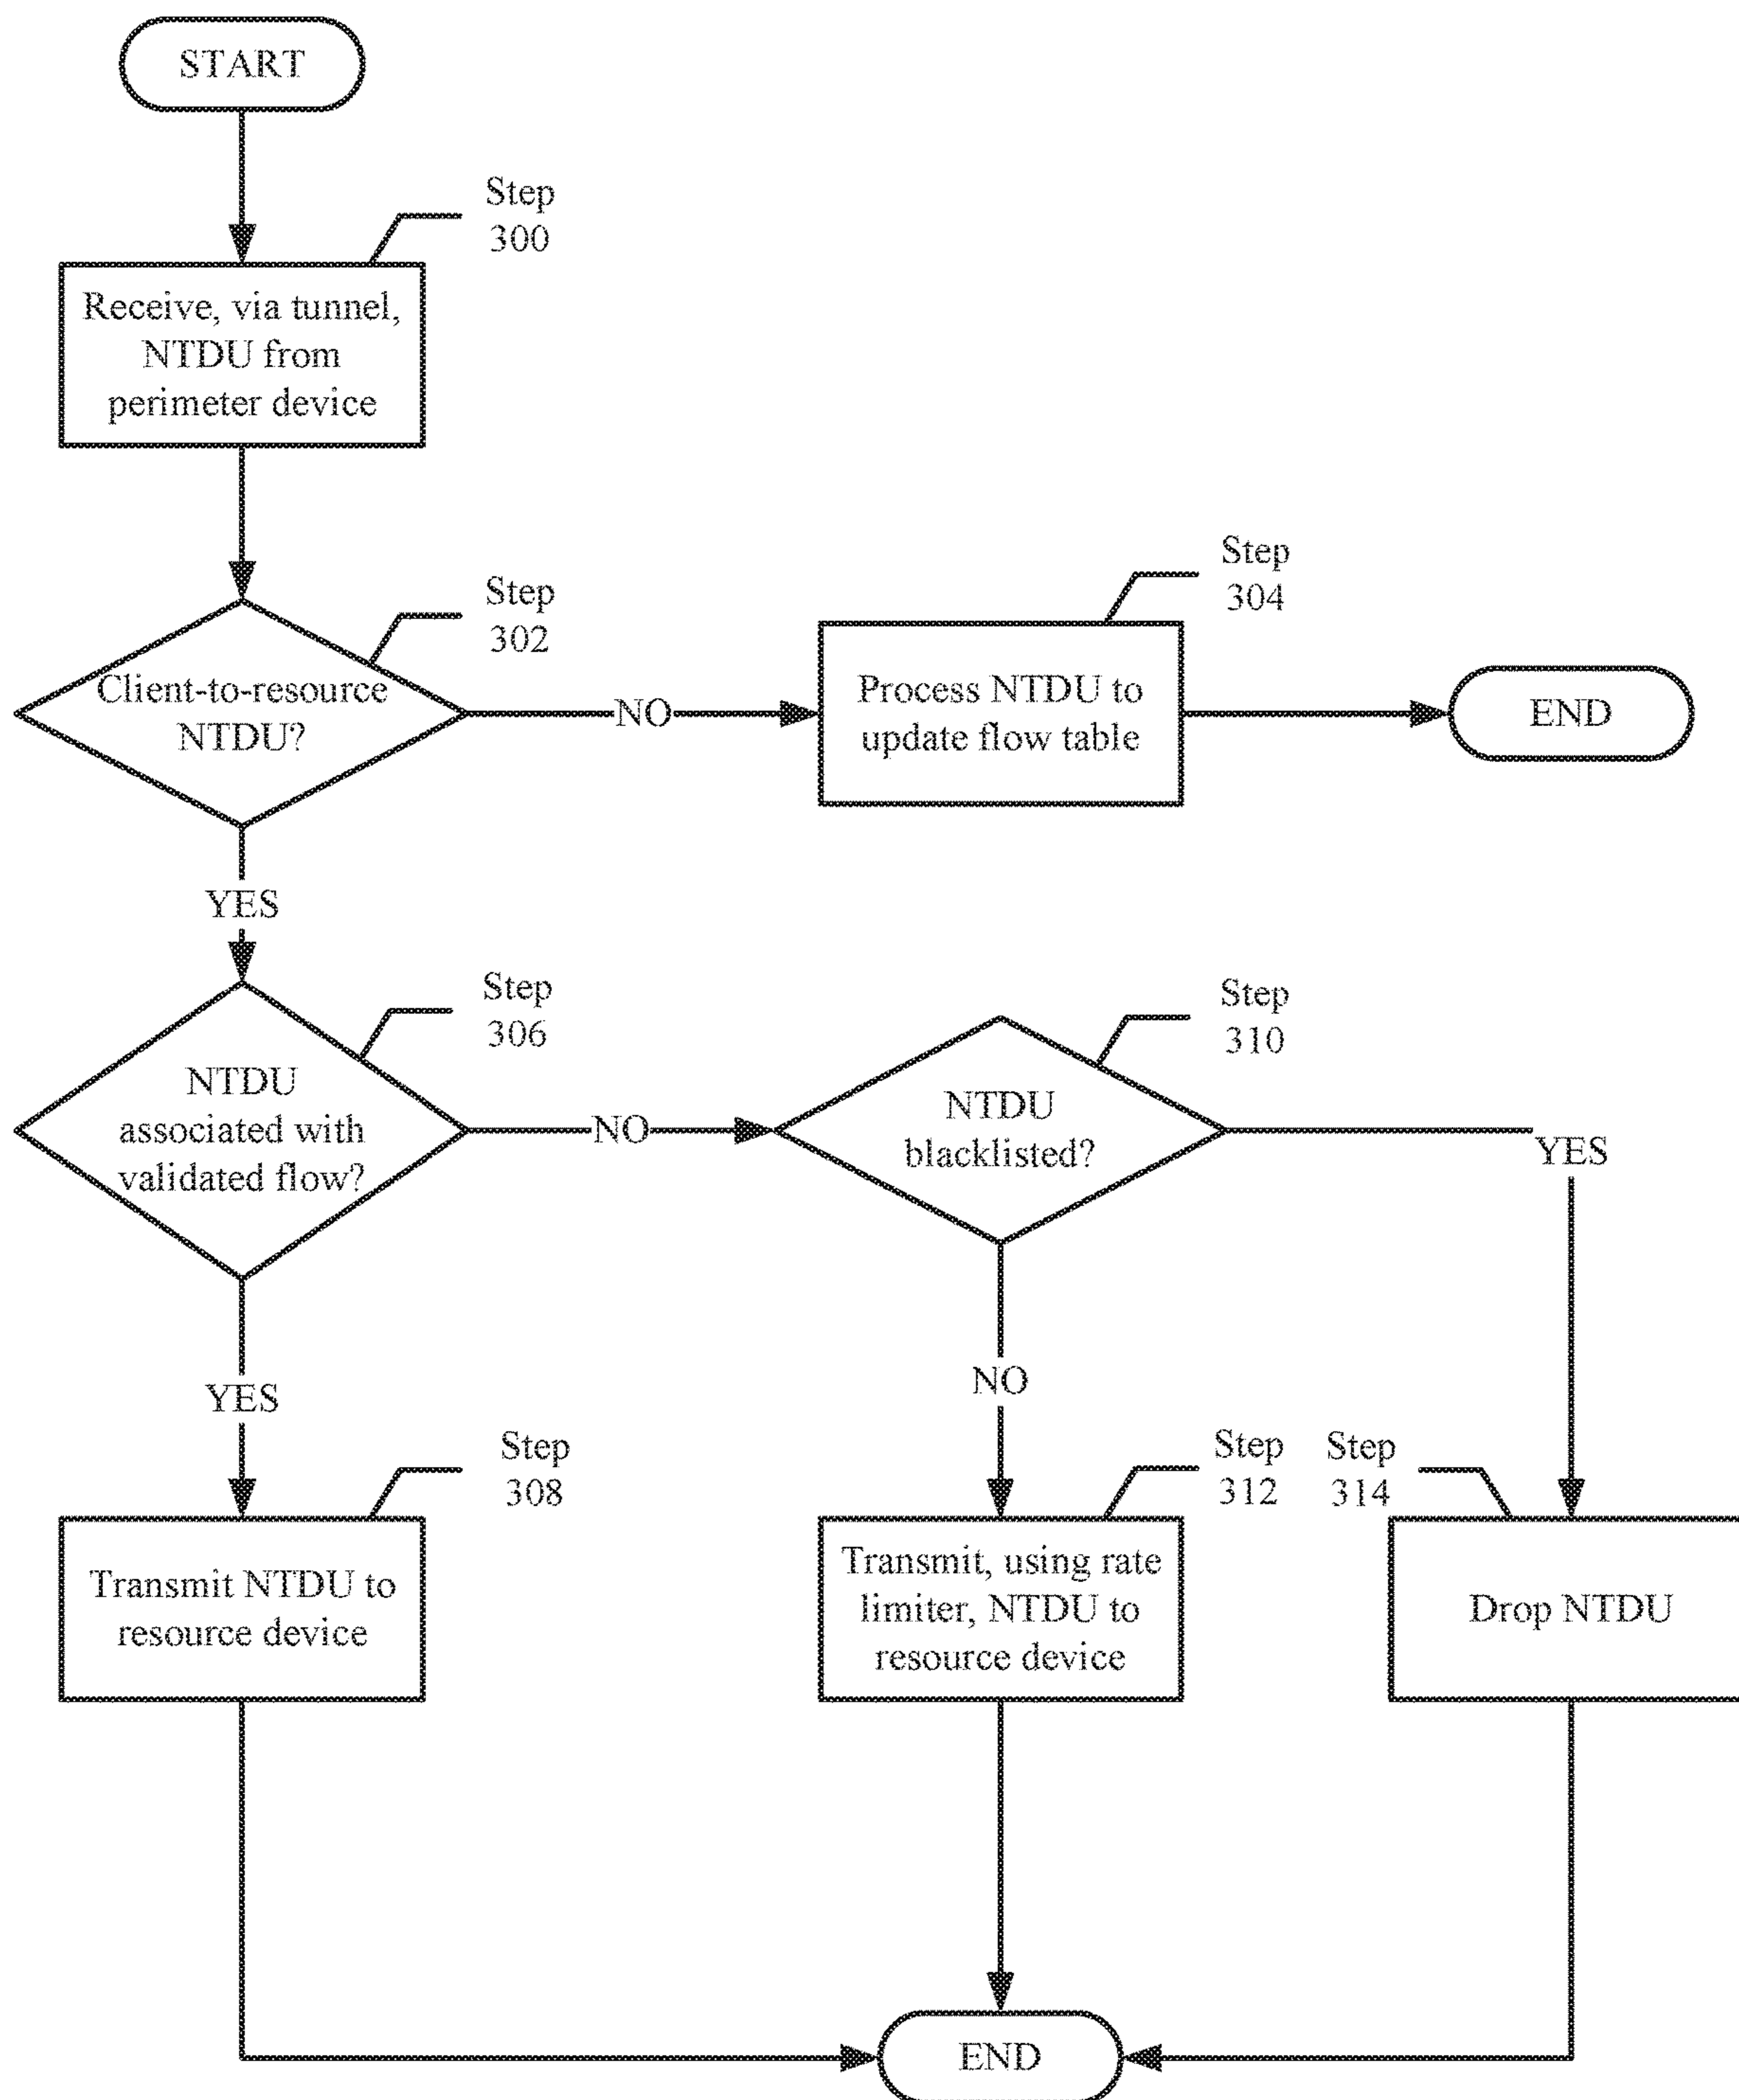 START
Step
300
Receive, via tunnel,
NTDU from
perimeter device
Step
302
Client-to-resource
NTDU?
NO
Step
304
Process NTDU to
update flow table
END
YES
Step
306
NTDU
associated with
validated flow?
NO
Step
310
NTDU
blacklisted?
YES
YES
NO
Step
308
Transmit NTDU to
resource device
Step
312
Transmit, using rate
limiter, NTDU to
resource device
Step
314
Drop NTDU
END